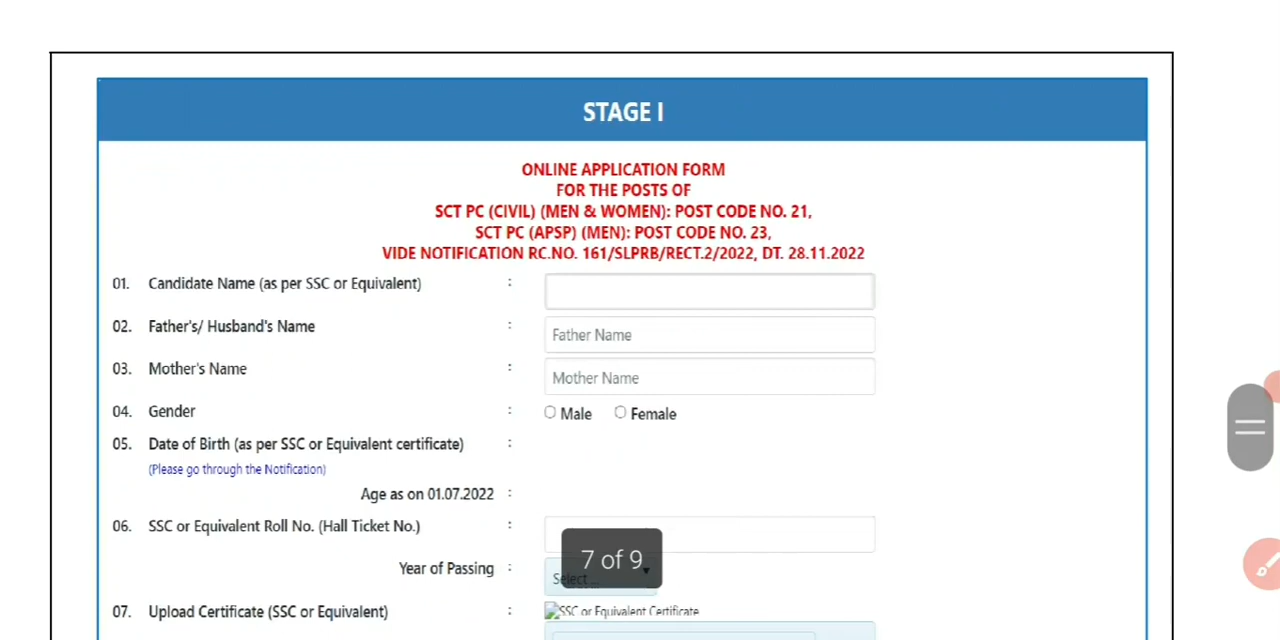 STAGE I
ONLINE APPLICATION FORM
FOR THE POSTS OF
SCT PC (CIVIL) (MEN & WOMEN): POST CODE NO. 21,
SCT PC (APSP) (MEN): POST CODE NO. 23,
VIDE NOTIFICATION RC.NO. 161/SLPRB/RECT.2/2022, DT. 28.11.2022
01. Candidate Name (as per SSC or Equivalent) :
02. Father's/ Husband's Name : Father Name
03. Mother's Name : Mother Name
04. Gender : Male Female
05. Date of Birth (as per SSC or Equivalent certificate) :
(Please go through the Notification)
Age as on 01.07.2022 :
06. SSC or Equivalent Roll No. (Hall Ticket No.) :
7 of 9
Year of Passing : Select ...
07. Upload Certificate (SSC or Equivalent) : SSC or Equivalent Certificate